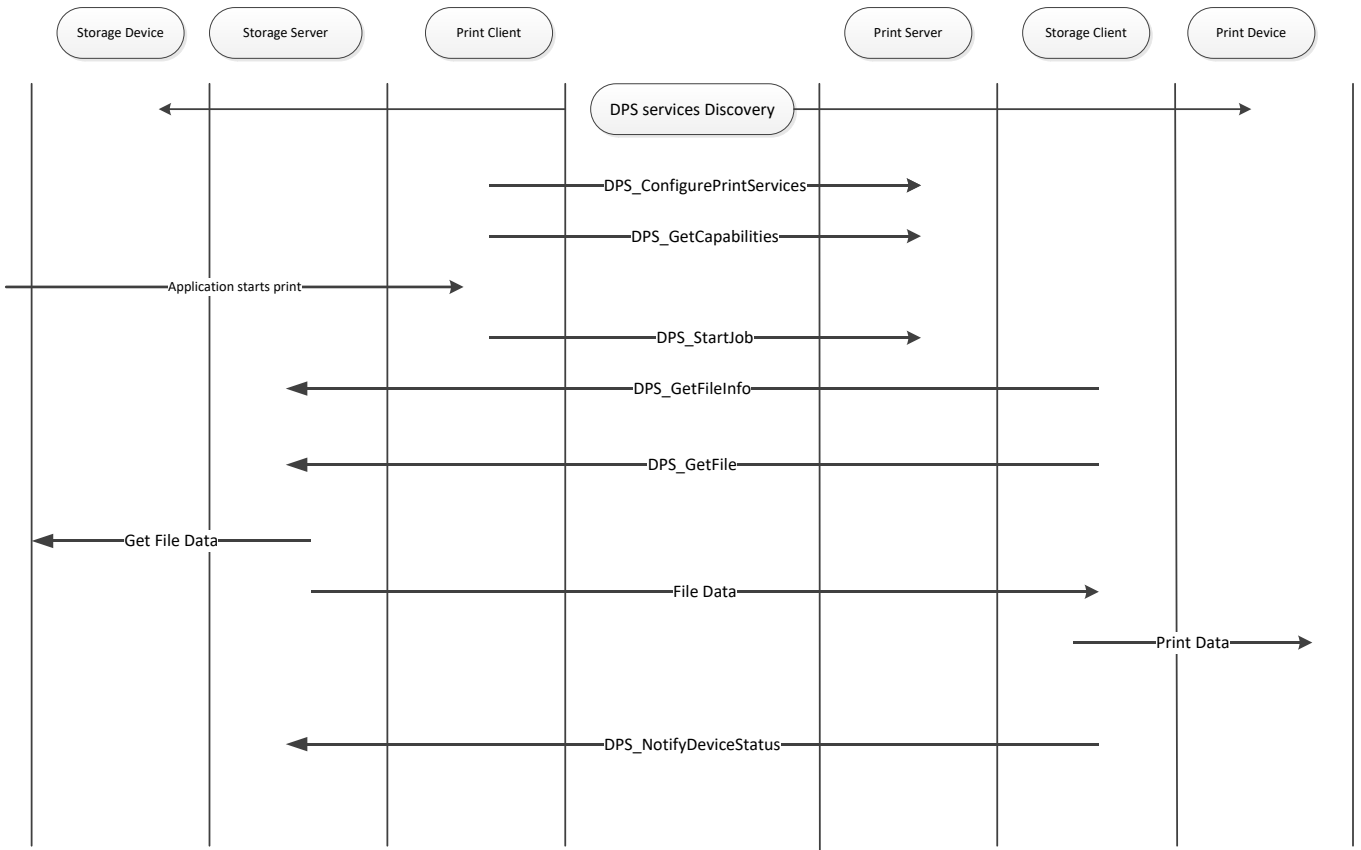 Storage Device
Storage Server
Print Client
Print Server
Storage Client
Print Device
DPS services Discovery
DPS_ConfigurePrintServices
DPS_GetCapabilities
Application starts print
DPS_StartJob
DPS_GetFileInfo
DPS_GetFile
Get File Data
File Data
Print Data
DPS_NotifyDeviceStatus